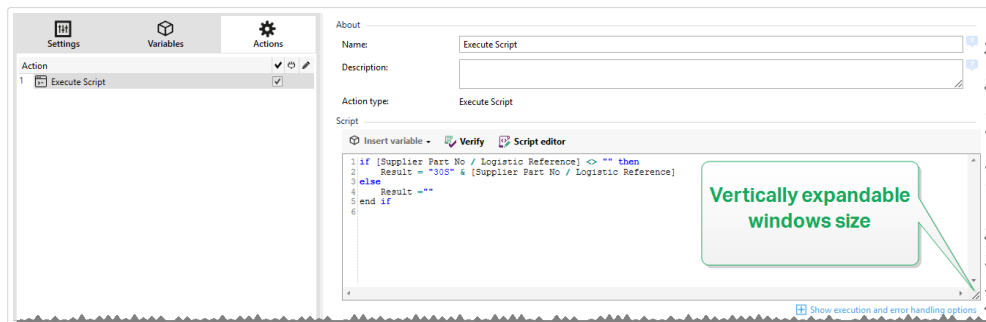 Settings
Variables
Actions
Action
1 Execute Script
About
Name:
Execute Script
Description:
Action type:
Execute Script
Script
Insert variable
Verify
Script editor
1 if [Supplier Part No / Logistic Reference] <> "" then
2 Result = "30S" & [Supplier Part No / Logistic Reference]
3 else
4 Result =""
5 end if
6
Vertically expandable
windows size
Show execution and error handling options